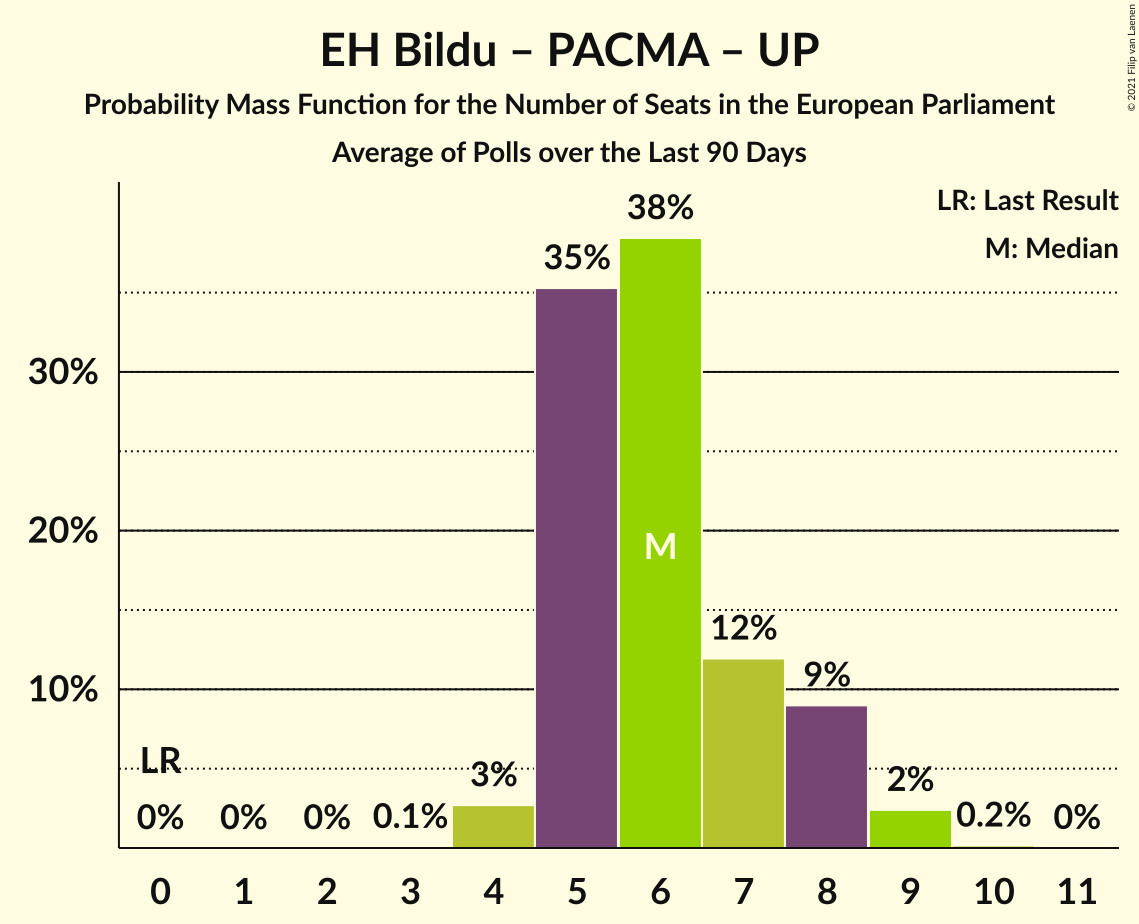 EH Bildu – PACMA – UP
Probability Mass Function for the Number of Seats in the European Parliament
Average of Polls over the Last 90 Days
© 2021 Filip van Laenen
LR: Last Result
M: Median
38%
35%
30%
20%
M
12%
10%
9%
LR
3%
2%
0% 0% 0% 0.1% 0.2% 0%
0 1 2 3 4 5 6 7 8 9 10 11